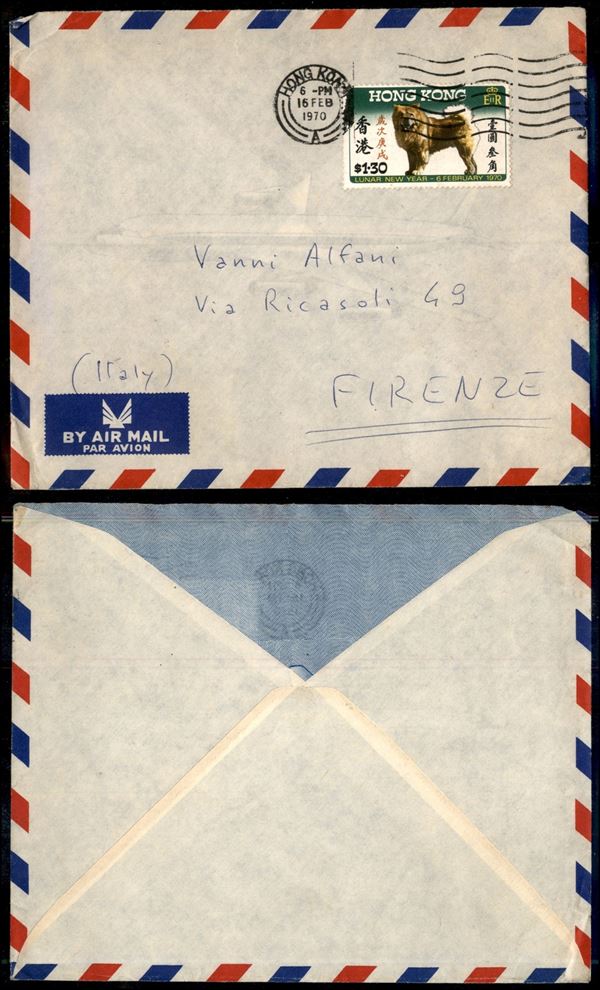 HONG KONG
6 -PM
16 FEB
1970
A
HONG KONG
EIIR
香港
歲次庚戌
壹圓叁角
$1·30
LUNAR NEW YEAR - 6 FEBRUARY 1970
Vanni Alfani
Via Ricasoli 49
(Italy)
FIRENZE
BY AIR MAIL
PAR AVION